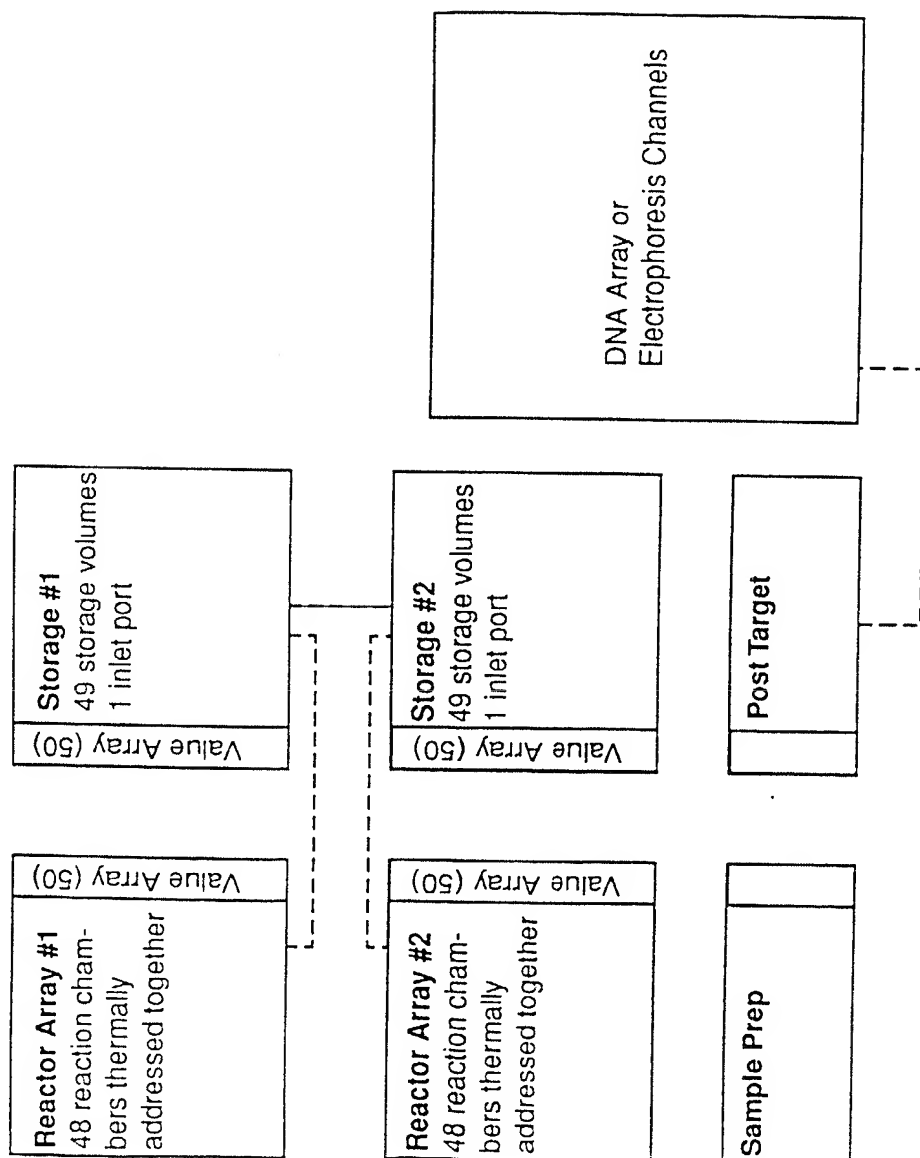 Reactor Array #1
48 reaction cham-
bers thermally
addressed together
Value Array (50)
Storage #1
49 storage volumes
1 inlet port
Value Array (50)
Reactor Array #2
48 reaction cham-
bers thermally
addressed together
Value Array (50)
Storage #2
49 storage volumes
1 inlet port
Value Array (50)
Sample Prep
Post Target
DNA Array or
Electrophoresis Channels